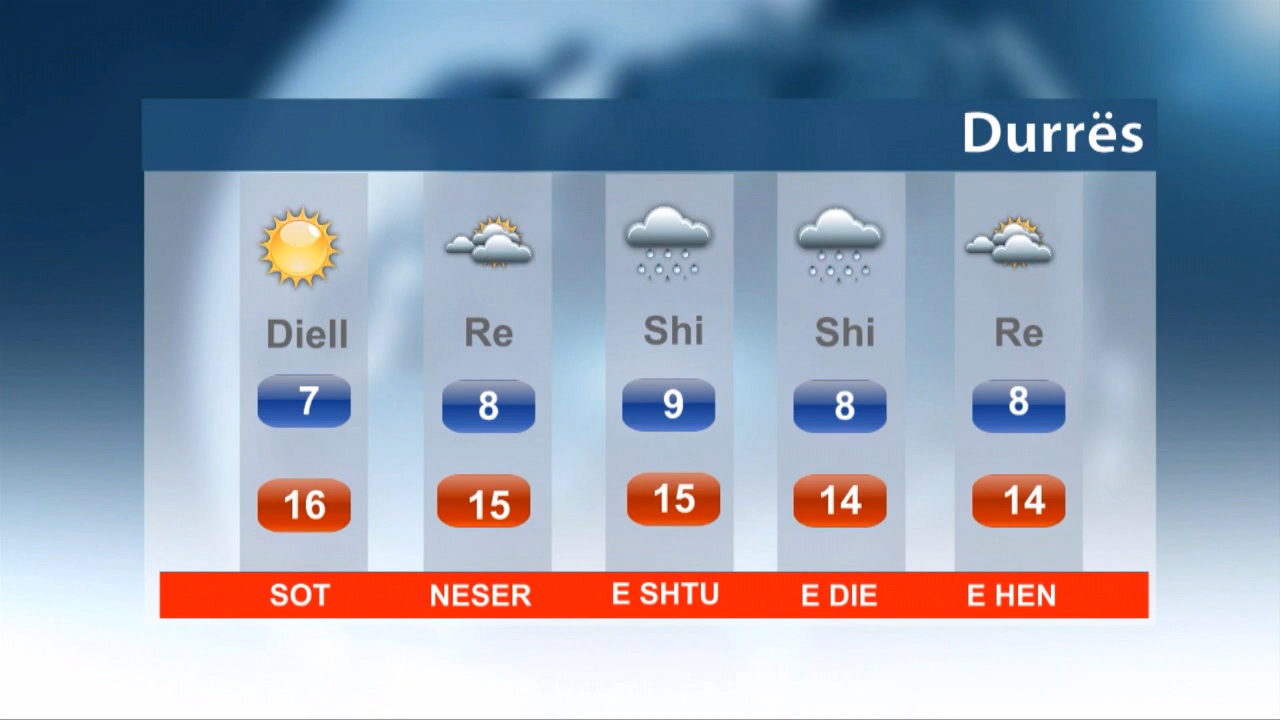 Durrës
Diell Re Shi Shi Re
7 8 9 8 8
16 15 15 14 14
SOT NESER E SHTU E DIE E HEN